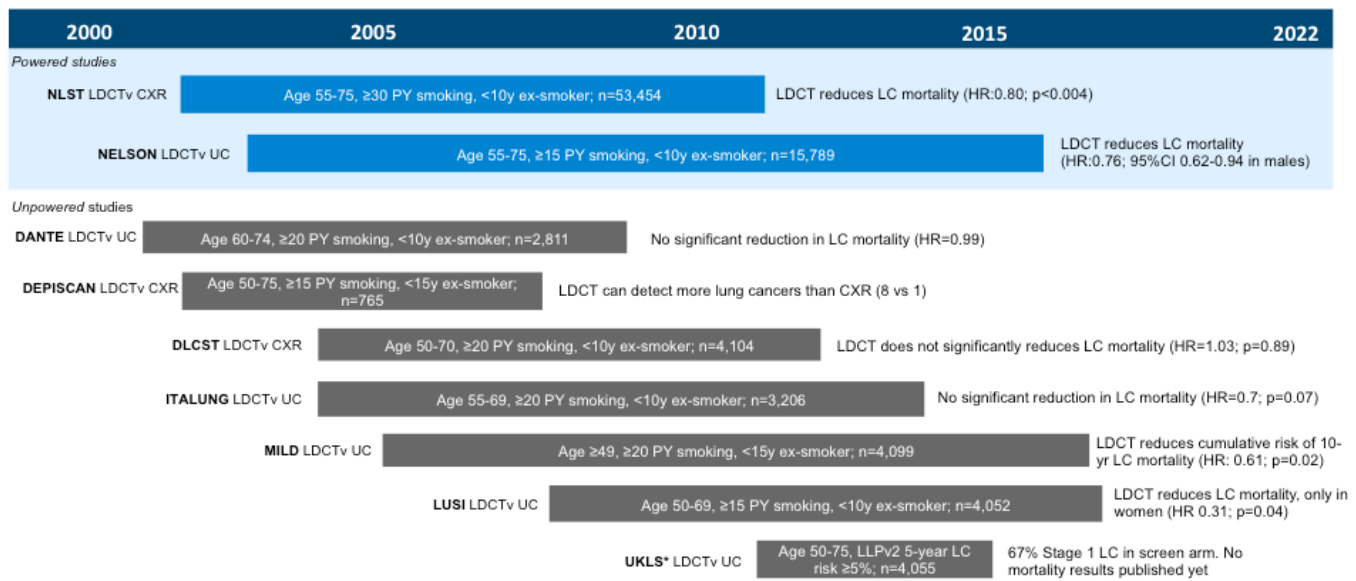 2000 2005 2010 2015 2022
Powered studies
NLST LDCTv CXR
Age 55-75, ≥30 PY smoking, <10y ex-smoker; n=53,454
LDCT reduces LC mortality (HR:0.80; p<0.004)
NELSON LDCTv UC
Age 55-75, ≥15 PY smoking, <10y ex-smoker; n=15,789
LDCT reduces LC mortality
(HR:0.76; 95%CI 0.62-0.94 in males)
Unpowered studies
DANTE LDCTv UC
Age 60-74, ≥20 PY smoking, <10y ex-smoker; n=2,811
No significant reduction in LC mortality (HR=0.99)
DEPISCAN LDCTv CXR
Age 50-75, ≥15 PY smoking, <15y ex-smoker;
n=765
LDCT can detect more lung cancers than CXR (8 vs 1)
DLCST LDCTv CXR
Age 50-70, ≥20 PY smoking, <10y ex-smoker; n=4,104
LDCT does not significantly reduces LC mortality (HR=1.03; p=0.89)
ITALUNG LDCTv UC
Age 55-69, ≥20 PY smoking, <10y ex-smoker; n=3,206
No significant reduction in LC mortality (HR=0.7; p=0.07)
MILD LDCTv UC
Age ≥49, ≥20 PY smoking, <15y ex-smoker; n=4,099
LDCT reduces cumulative risk of 10-
yr LC mortality (HR: 0.61; p=0.02)
LUSI LDCTv UC
Age 50-69, ≥15 PY smoking, <10y ex-smoker; n=4,052
LDCT reduces LC mortality, only in
women (HR 0.31; p=0.04)
UKLS* LDCTv UC
Age 50-75, LLPv2 5-year LC
risk ≥5%; n=4,055
67% Stage 1 LC in screen arm. No
mortality results published yet